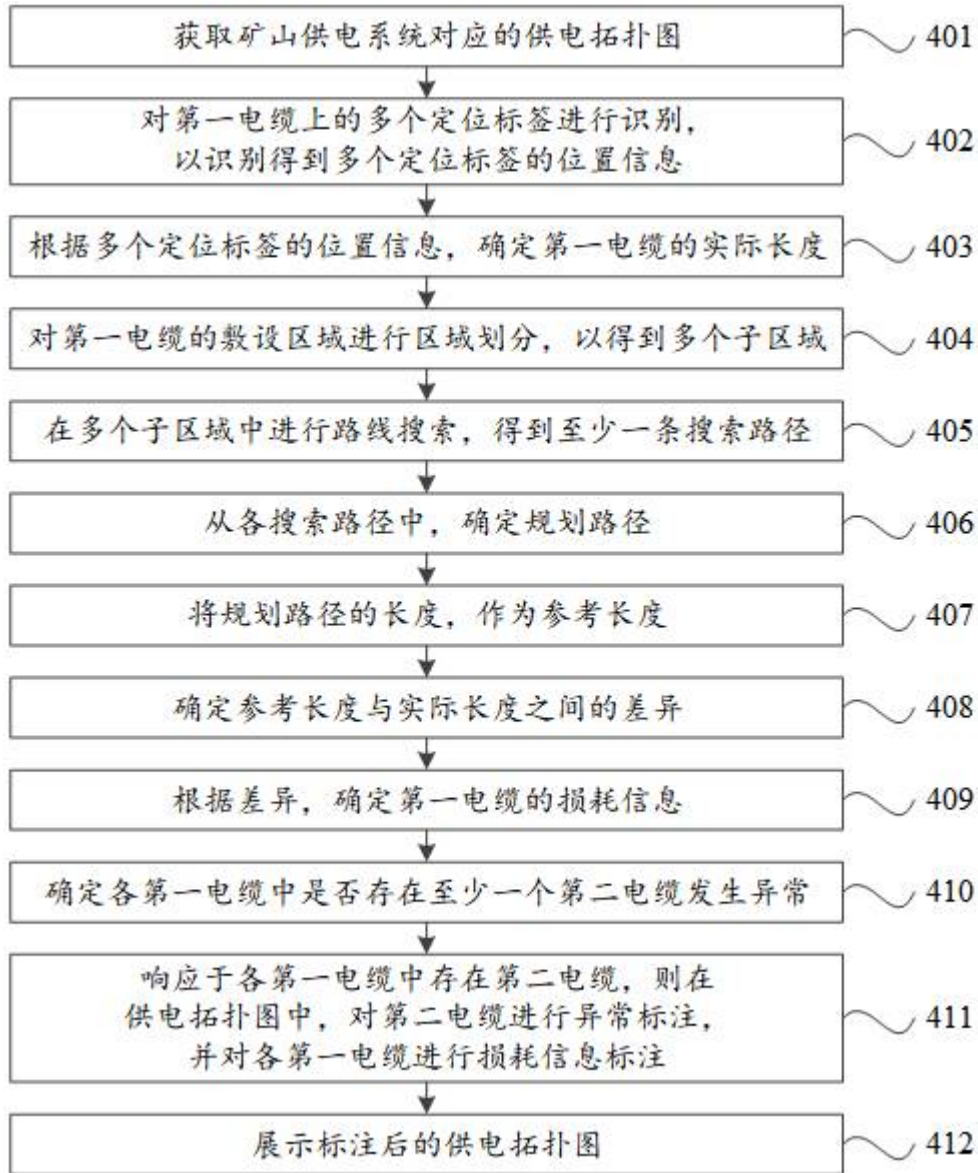 获取矿山供电系统对应的供电拓扑图
401
对第一电缆上的多个定位标签进行识别，
以识别得到多个定位标签的位置信息
402
根据多个定位标签的位置信息，确定第一电缆的实际长度
403
对第一电缆的敷设区域进行区域划分，以得到多个子区域
404
在多个子区域中进行路线搜索，得到至少一条搜索路径
405
从各搜索路径中，确定规划路径
406
将规划路径的长度，作为参考长度
407
确定参考长度与实际长度之间的差异
408
根据差异，确定第一电缆的损耗信息
409
确定各第一电缆中是否存在至少一个第二电缆发生异常
410
响应于各第一电缆中存在第二电缆，则在
供电拓扑图中，对第二电缆进行异常标注，
并对各第一电缆进行损耗信息标注
411
展示标注后的供电拓扑图
412